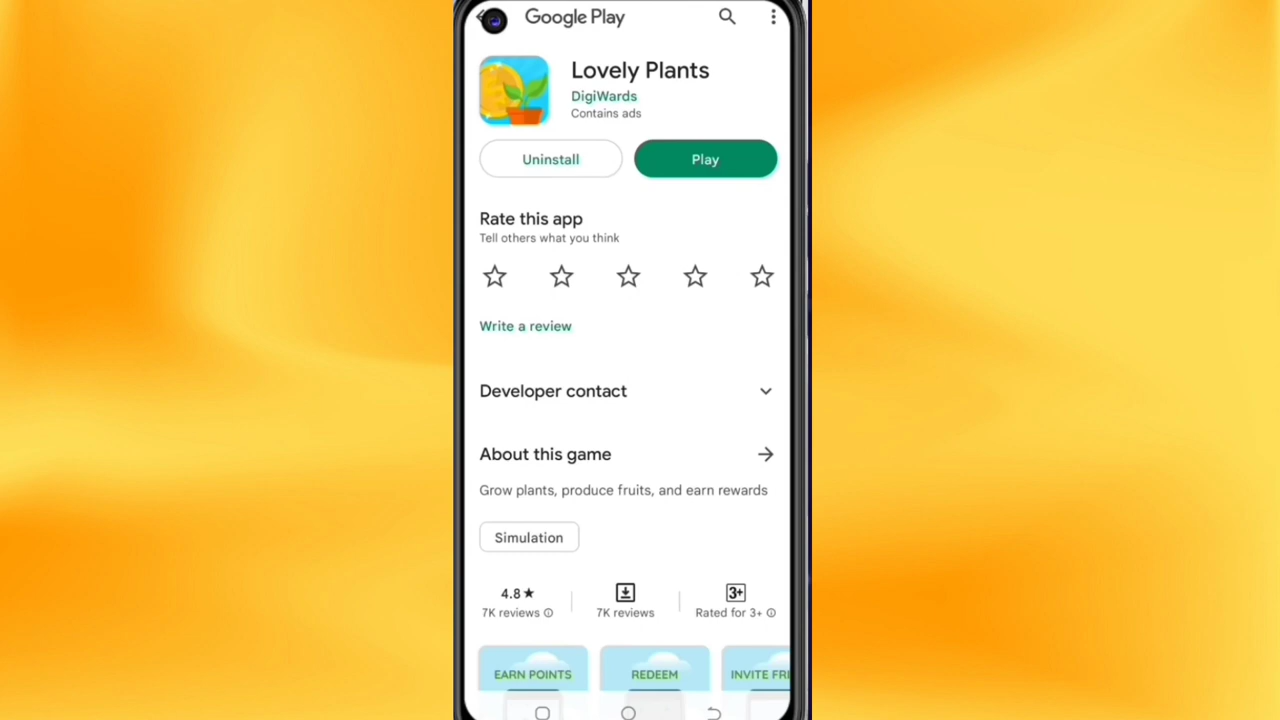 Google Play
Lovely Plants
DigiWards
Contains ads
Uninstall
Play
Rate this app
Tell others what you think
Write a review
Developer contact
About this game
Grow plants, produce fruits, and earn rewards
Simulation
4.8★
7K reviews
7K reviews
3+
Rated for 3+
EARN POINTS
REDEEM
INVITE FRI